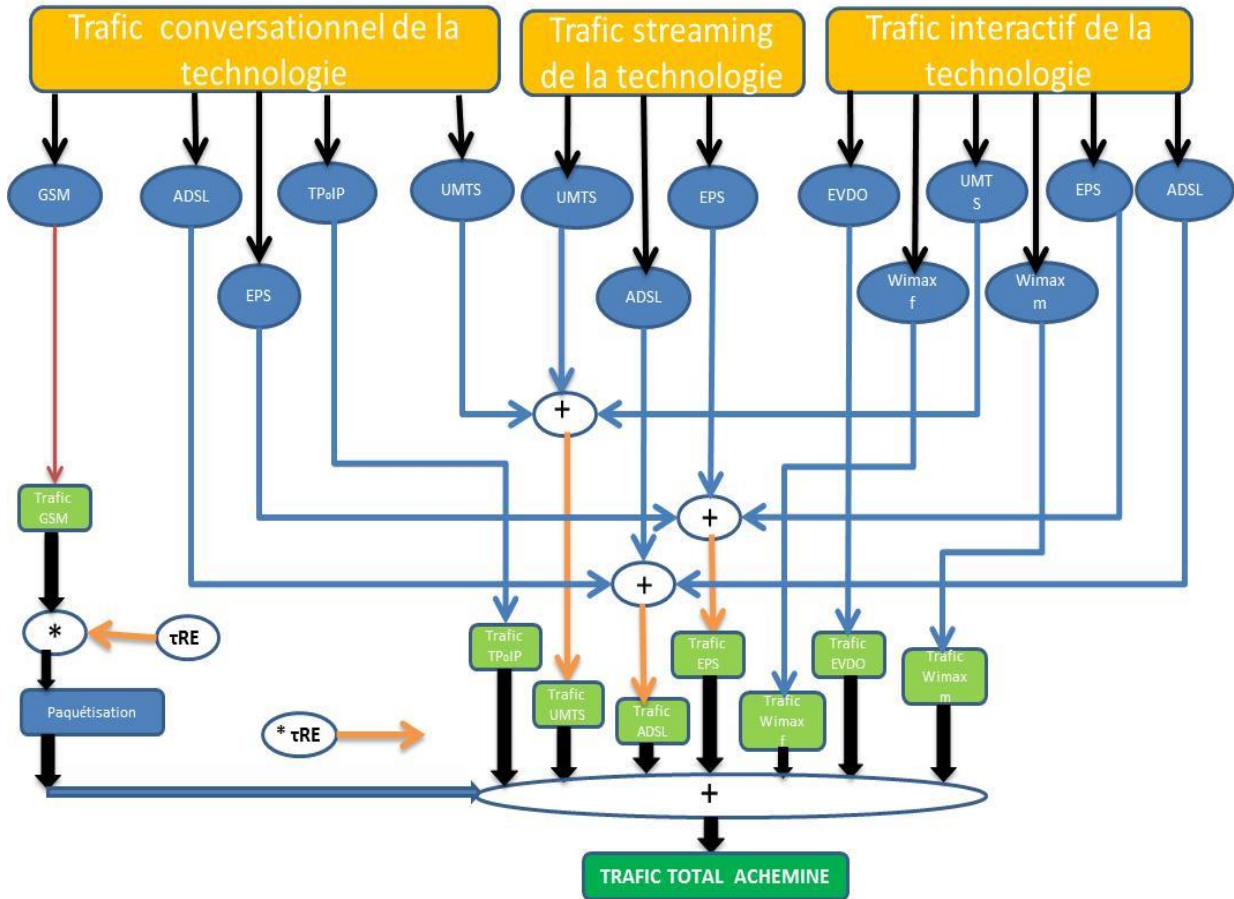 Trafic conversationnel de la
technologie
Trafic streaming
de la technologie
Trafic interactif de la
technologie
GSM
ADSL
TPoIP
UMTS
UMTS
EPS
EVDO
UMT
S
EPS
ADSL
EPS
ADSL
Wimax
f
Wimax
m
+
Trafic
GSM
+
+
*
τRE
Trafic
TPoIP
Trafic
EPS
Trafic
EVDO
Trafic
Wimax
m
Paquétisation
Trafic
UMTS
Trafic
ADSL
Trafic
Wimax
f
* τRE
+
TRAFIC TOTAL ACHEMINE